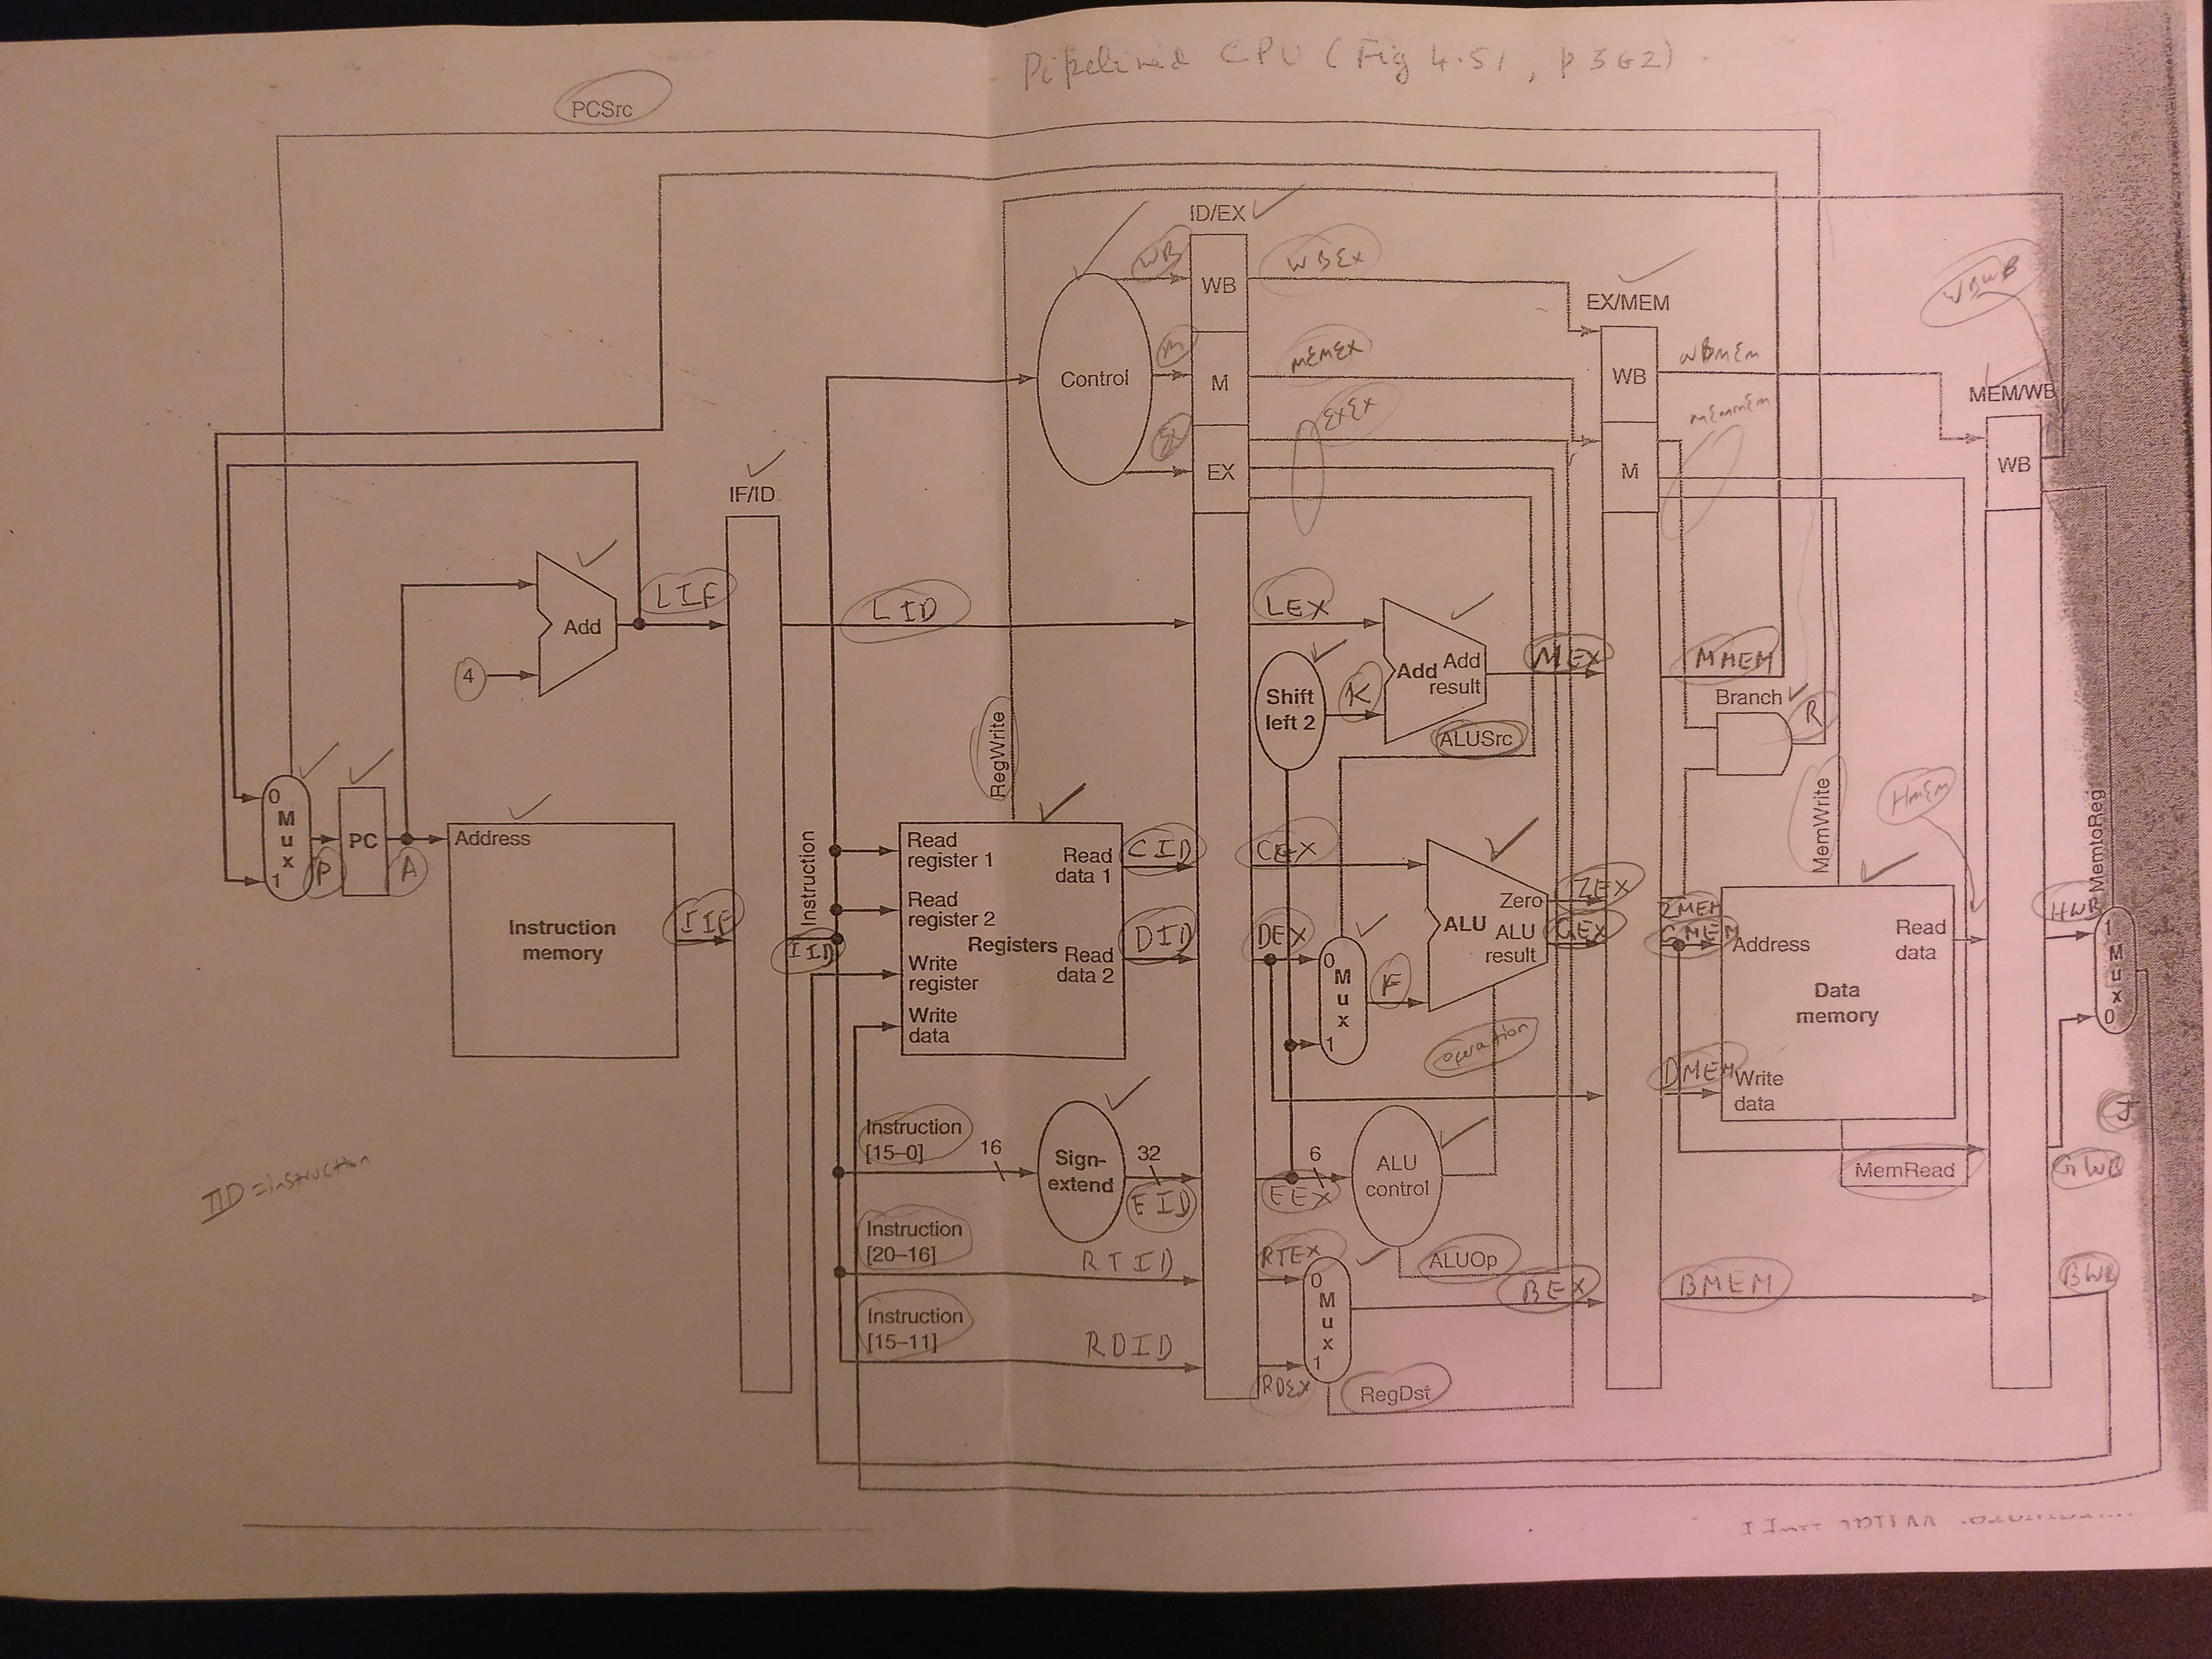 Pipelined CPU (Fig 4.51, p 362)
PCSrc
ID/EX
WB
WB
WBEX
EX/MEM
WBWB
Control
M
M
MEMEX
WB
WBMEM
MEM/WB
EX
EX
EXEX
M
MEMMEM
WB
IF/ID
Add
LIF
LID
LEX
4
Shift
left 2
K
Add
Add
result
MEX
MMEM
ALUSrc
Branch
R
RegWrite
MemWrite
HMEM
MemtoReg
0
M
u
x
1
P
PC
A
Address
Instruction
memory
IIF
Instruction
IID
Read
register 1
Read
data 1
CID
CEX
Read
register 2
Registers
Write
register
Read
data 2
DID
DEX
Write
data
0
M
u
x
1
F
ALU
Zero
ZEX
ALU
result
GEX
operation
ZMEM
GMEM
Address
Read
data
Data
memory
DMEM
Write
data
HWB
1
M
u
x
0
J
Instruction
[15–0]
16
Sign-
extend
32
EID
EEX
6
ALU
control
MemRead
GWB
IID = instruction
Instruction
[20–16]
RTID
RTEX
0
M
u
x
1
ALUOp
BEX
BMEM
BWB
Instruction
[15–11]
RDID
RDEX
RegDst